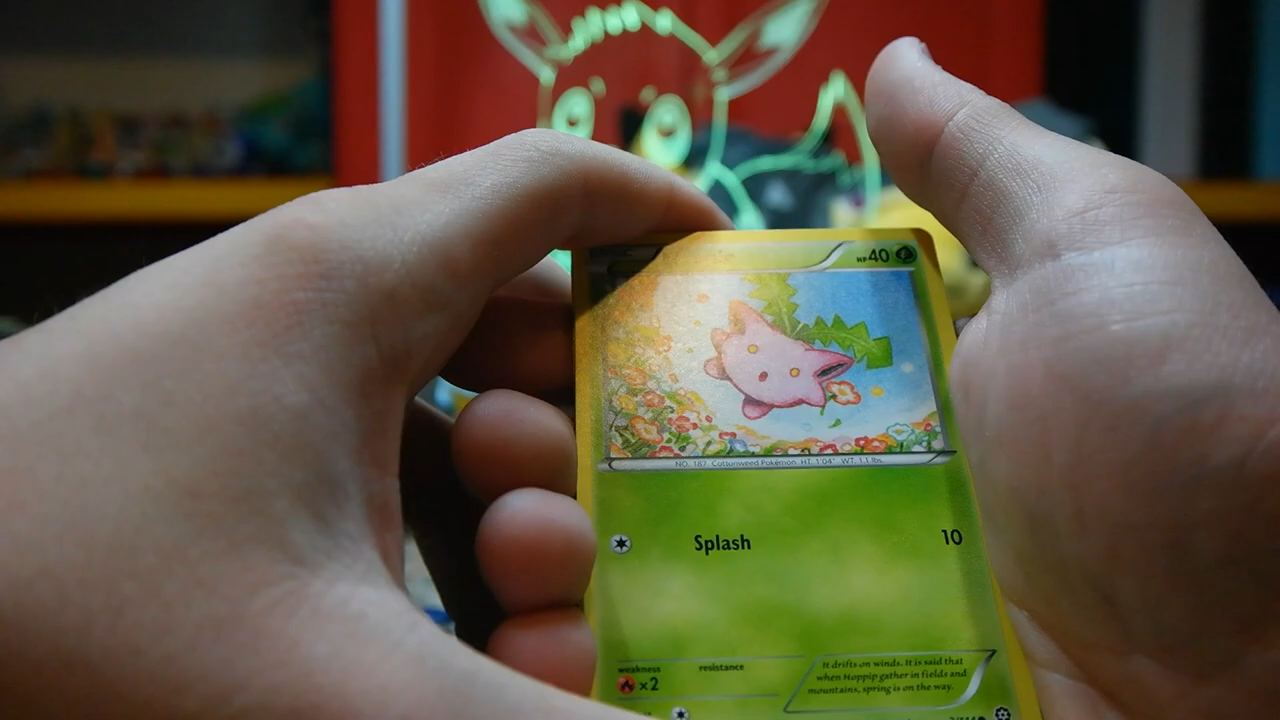 HP40
NO. 187 Cottonweed Pokémon HT. 1'04" WT. 1.1 lbs.
Splash 10
weakness resistance
×2
It drifts on winds. It is said that
when Hoppip gather in fields and
mountains, spring is on the way.